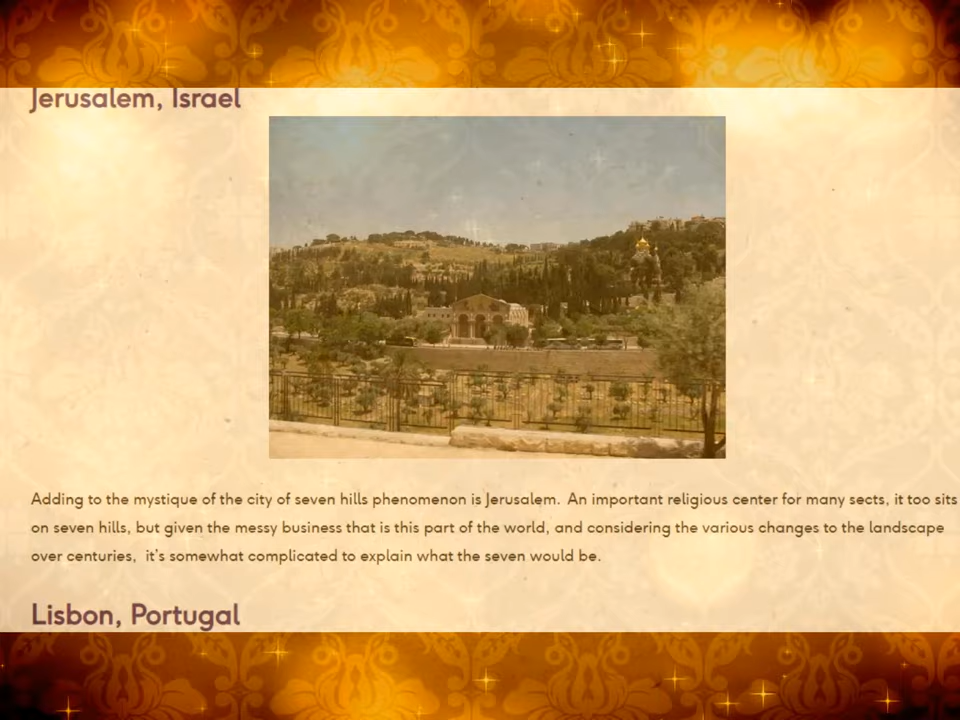 Jerusalem, Israel
Adding to the mystique of the city of seven hills phenomenon is Jerusalem. An important religious center for many sects, it too sits
on seven hills, but given the messy business that is this part of the world, and considering the various changes to the landscape
over centuries, it's somewhat complicated to explain what the seven would be.
Lisbon, Portugal